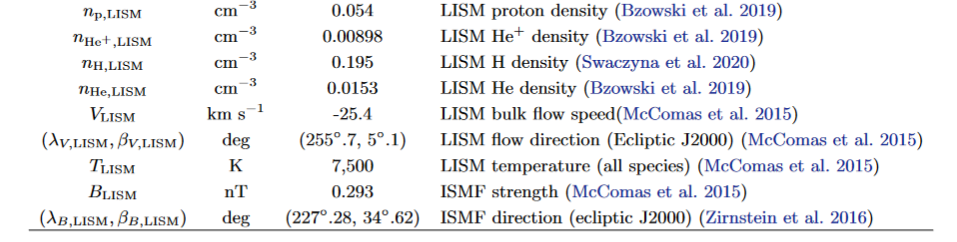 n_p,LISM cm⁻³ 0.054 LISM proton density (Bzowski et al. 2019)
n_He⁺,LISM cm⁻³ 0.00898 LISM He⁺ density (Bzowski et al. 2019)
n_H,LISM cm⁻³ 0.195 LISM H density (Swaczyna et al. 2020)
n_He,LISM cm⁻³ 0.0153 LISM He density (Bzowski et al. 2019)
V_LISM km s⁻¹ -25.4 LISM bulk flow speed(McComas et al. 2015)
(λ_V,LISM, β_V,LISM) deg (255°.7, 5°.1) LISM flow direction (Ecliptic J2000) (McComas et al. 2015)
T_LISM K 7,500 LISM temperature (all species) (McComas et al. 2015)
B_LISM nT 0.293 ISMF strength (McComas et al. 2015)
(λ_B,LISM, β_B,LISM) deg (227°.28, 34°.62) ISMF direction (ecliptic J2000) (Zirnstein et al. 2016)